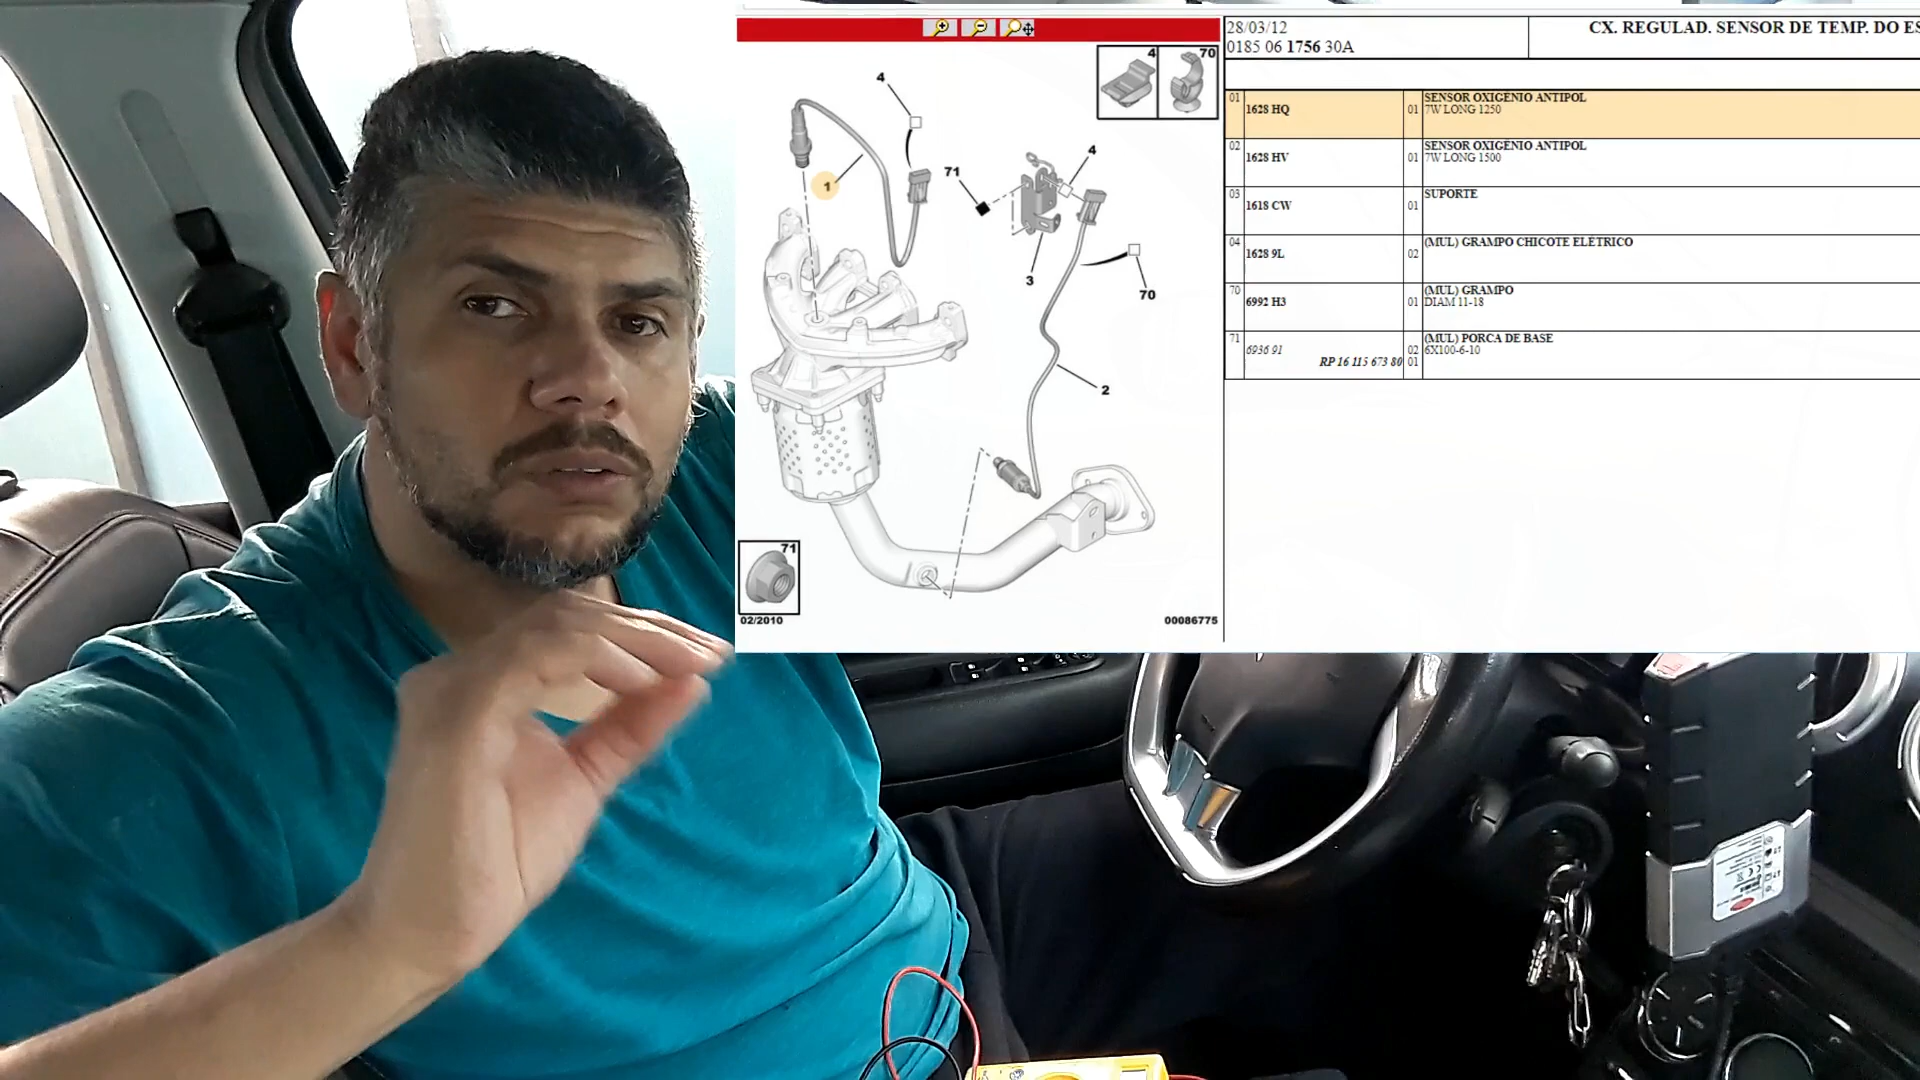 28/03/12
0185 06 1756 30A
CX. REGULAD. SENSOR DE TEMP. DO ES
4
70
4
1
71
4
3
70
2
71
02/2010
00086775
01 1628 HQ 01 SENSOR OXIGÊNIO ANTIPOL
7W LONG 1250
02 1628 HV 01 SENSOR OXIGÊNIO ANTIPOL
7W LONG 1500
03 1618 CW 01 SUPORTE
04 1628 9L 02 (MUL) GRAMPO CHICOTE ELÉTRICO
70 6992 H3 01 (MUL) GRAMPO
DIAM 11-18
71 6936 91 02 (MUL) PORCA DE BASE
6X100-6-10
RP 16 115 673 80 01